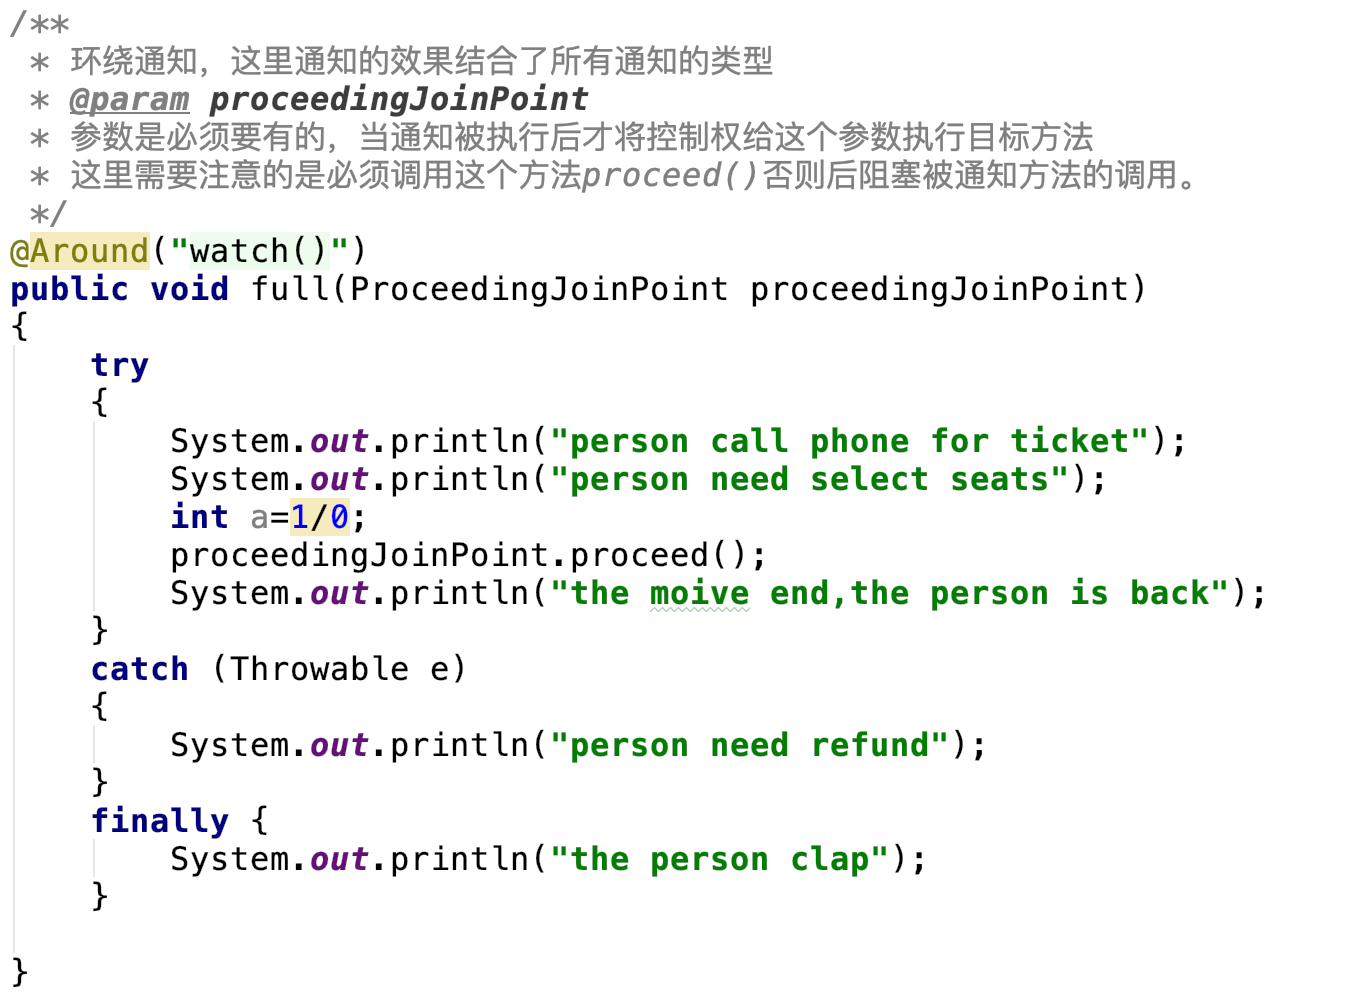 /**
 * 环绕通知，这里通知的效果结合了所有通知的类型
 * @param proceedingJoinPoint
 * 参数是必须要有的，当通知被执行后才将控制权给这个参数执行目标方法
 * 这里需要注意的是必须调用这个方法proceed()否则后阻塞被通知方法的调用。
 */
@Around("watch()")
public void full(ProceedingJoinPoint proceedingJoinPoint)
{
    try
    {
        System.out.println("person call phone for ticket");
        System.out.println("person need select seats");
        int a=1/0;
        proceedingJoinPoint.proceed();
        System.out.println("the moive end,the person is back");
    }
    catch (Throwable e)
    {
        System.out.println("person need refund");
    }
    finally {
        System.out.println("the person clap");
    }

}